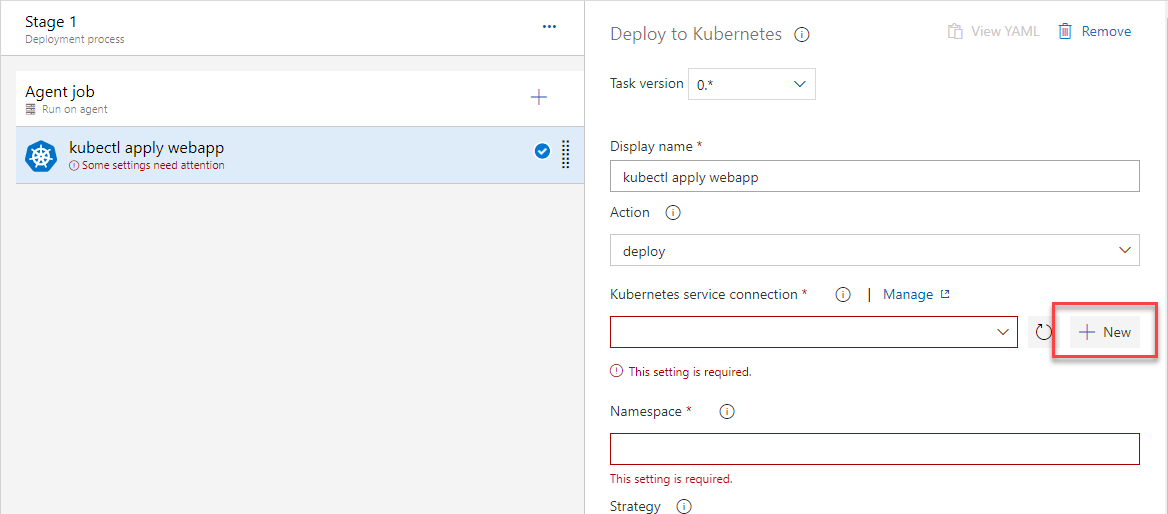 Stage 1
Deployment process
Agent job
Run on agent
kubectl apply webapp
Some settings need attention
Deploy to Kubernetes
View YAML
Remove
Task version 0.*
Display name *
kubectl apply webapp
Action
deploy
Kubernetes service connection * | Manage
New
This setting is required.
Namespace *
This setting is required.
Strategy